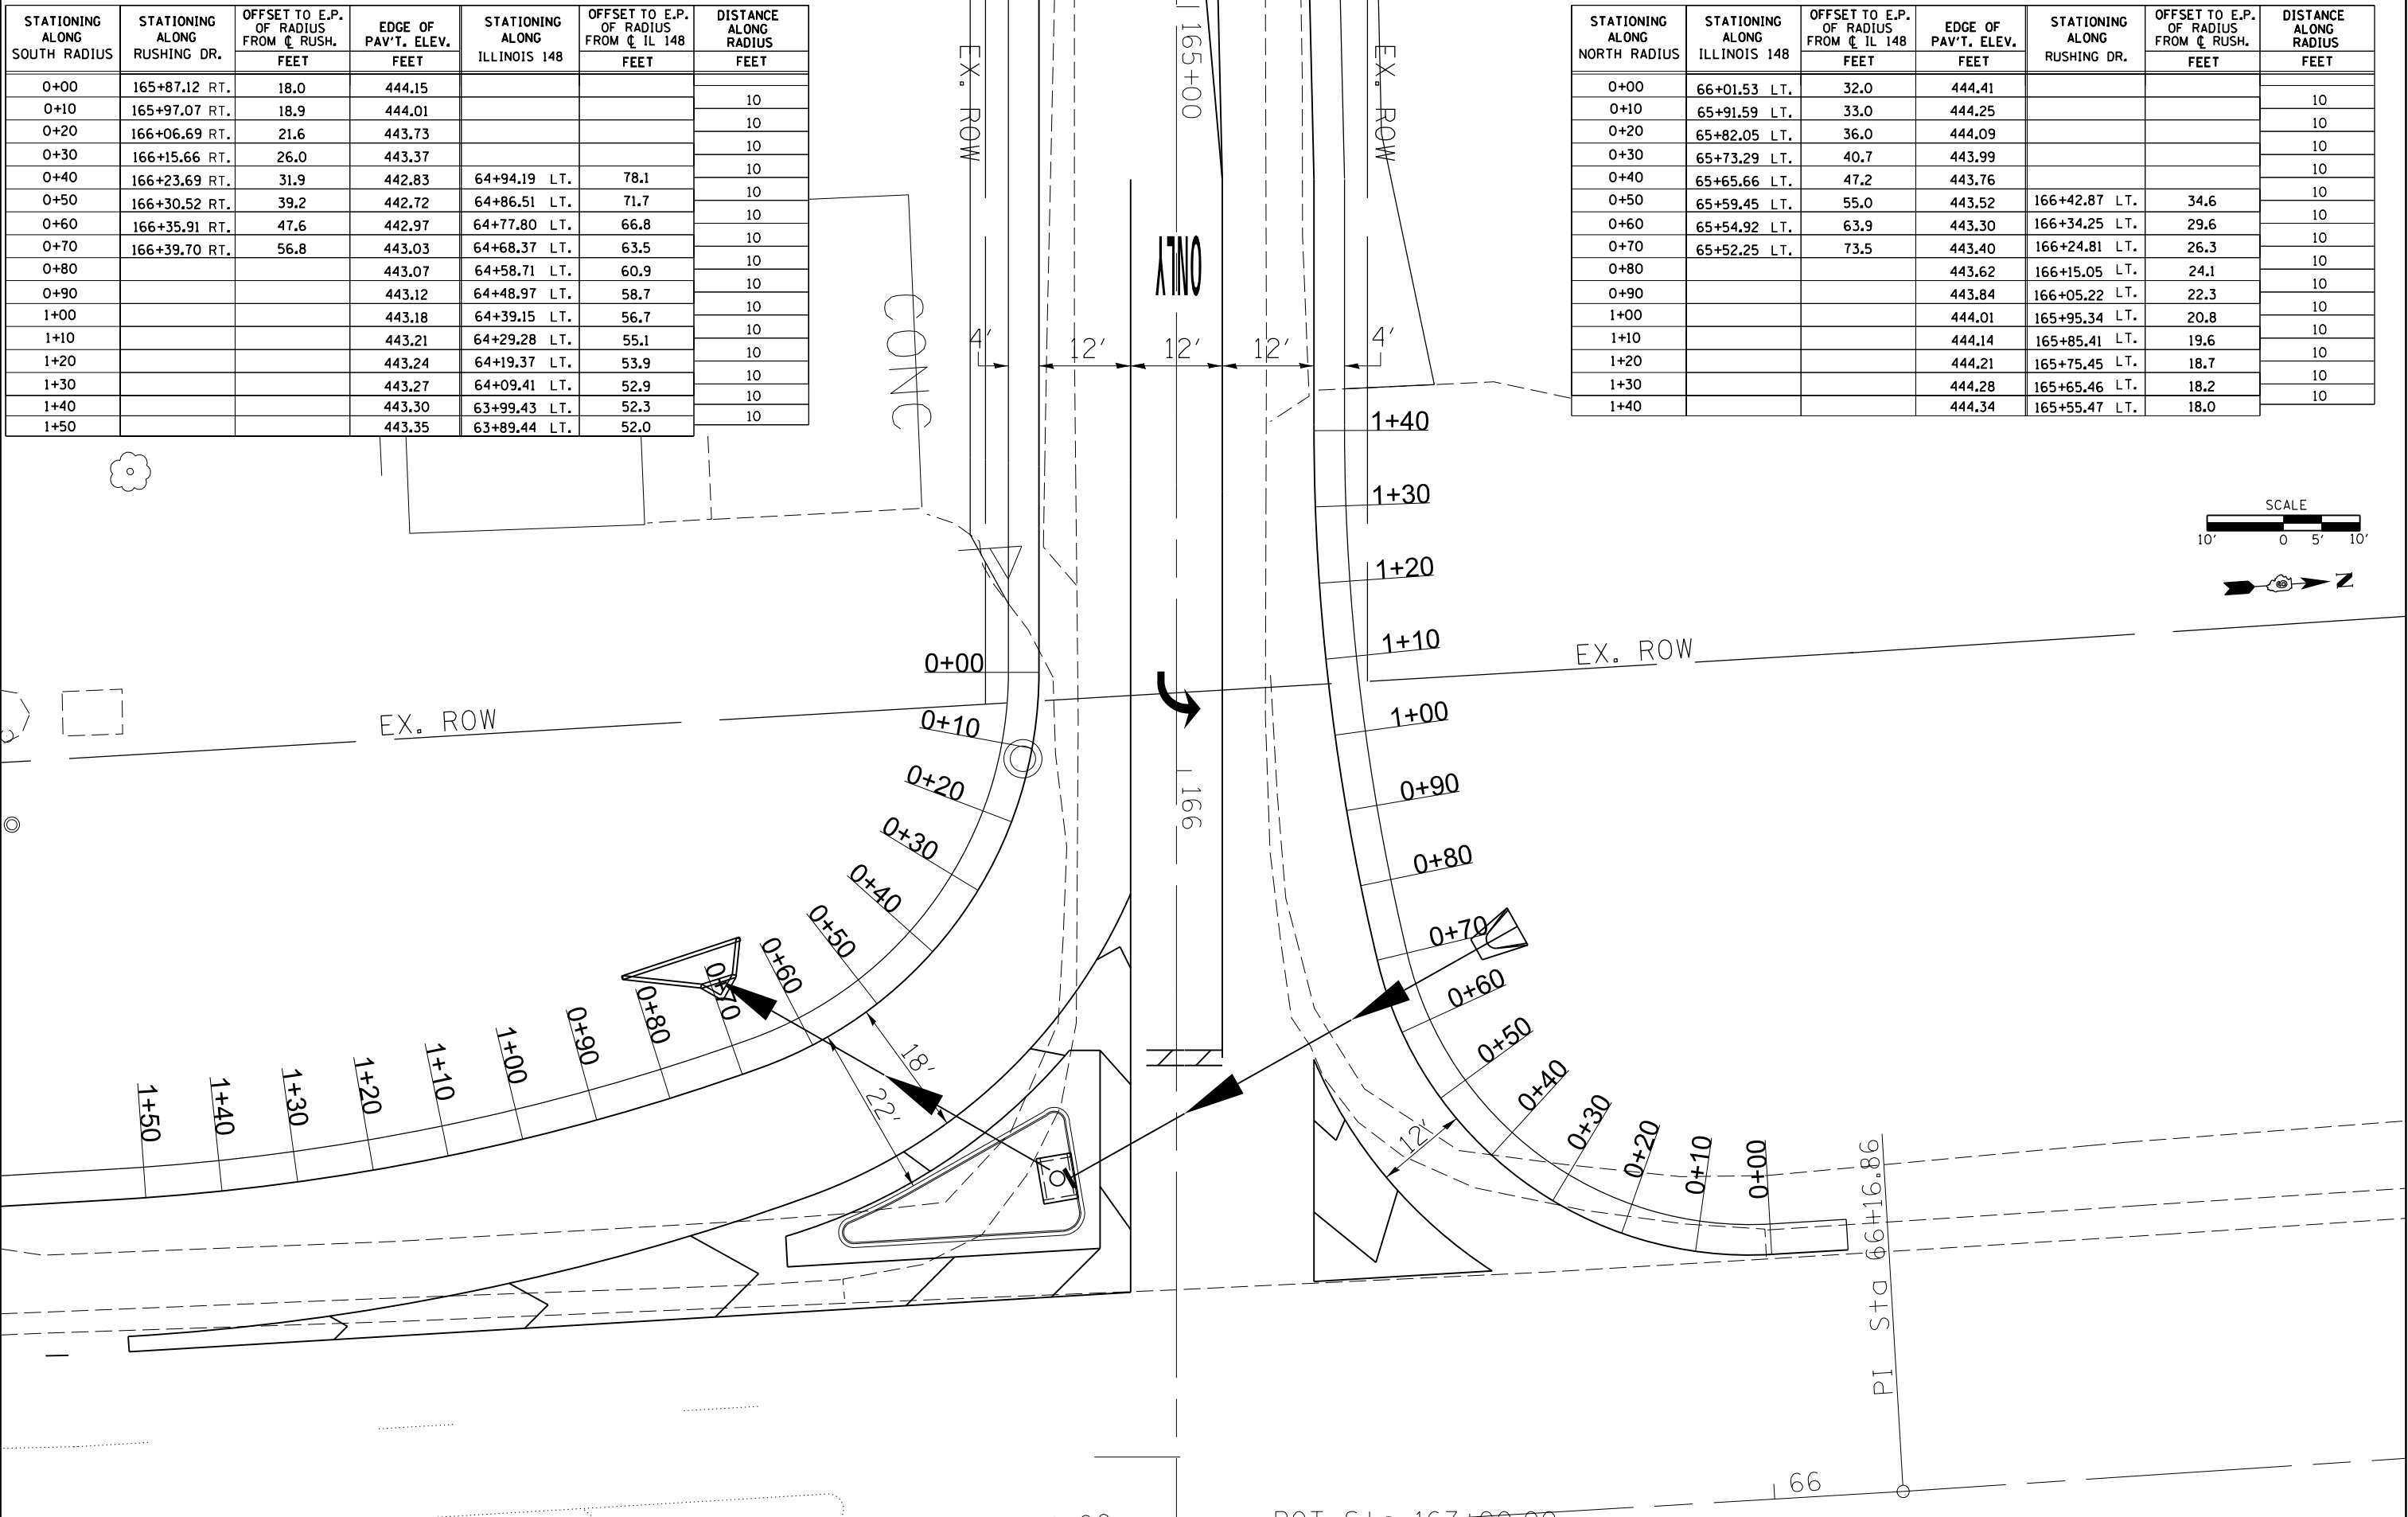 STATIONING ALONG SOUTH RADIUS | STATIONING ALONG RUSHING DR. | OFFSET TO E.P. OF RADIUS FROM ℄ RUSH. FEET | EDGE OF PAV'T. ELEV. FEET | STATIONING ALONG ILLINOIS 148 | OFFSET TO E.P. OF RADIUS FROM ℄ IL 148 FEET | DISTANCE ALONG RADIUS FEET
0+00 165+87.12 RT. 18.0 444.15
10
0+10 165+97.07 RT. 18.9 444.01
10
0+20 166+06.69 RT. 21.6 443.73
10
0+30 166+15.66 RT. 26.0 443.37
10
0+40 166+23.69 RT. 31.9 442.83 64+94.19 LT. 78.1
10
0+50 166+30.52 RT. 39.2 442.72 64+86.51 LT. 71.7
10
0+60 166+35.91 RT. 47.6 442.97 64+77.80 LT. 66.8
10
0+70 166+39.70 RT. 56.8 443.03 64+68.37 LT. 63.5
10
0+80 443.07 64+58.71 LT. 60.9
10
0+90 443.12 64+48.97 LT. 58.7
10
1+00 443.18 64+39.15 LT. 56.7
10
1+10 443.21 64+29.28 LT. 55.1
10
1+20 443.24 64+19.37 LT. 53.9
10
1+30 443.27 64+09.41 LT. 52.9
10
1+40 443.30 63+99.43 LT. 52.3
10
1+50 443.35 63+89.44 LT. 52.0
STATIONING ALONG NORTH RADIUS | STATIONING ALONG ILLINOIS 148 | OFFSET TO E.P. OF RADIUS FROM ℄ IL 148 FEET | EDGE OF PAV'T. ELEV. FEET | STATIONING ALONG RUSHING DR. | OFFSET TO E.P. OF RADIUS FROM ℄ RUSH. FEET | DISTANCE ALONG RADIUS FEET
0+00 66+01.53 LT. 32.0 444.41
10
0+10 65+91.59 LT. 33.0 444.25
10
0+20 65+82.05 LT. 36.0 444.09
10
0+30 65+73.29 LT. 40.7 443.99
10
0+40 65+65.66 LT. 47.2 443.76
10
0+50 65+59.45 LT. 55.0 443.52 166+42.87 LT. 34.6
10
0+60 65+54.92 LT. 63.9 443.30 166+34.25 LT. 29.6
10
0+70 65+52.25 LT. 73.5 443.40 166+24.81 LT. 26.3
10
0+80 443.62 166+15.05 LT. 24.1
10
0+90 443.84 166+05.22 LT. 22.3
10
1+00 444.01 165+95.34 LT. 20.8
10
1+10 444.14 165+85.41 LT. 19.6
10
1+20 444.21 165+75.45 LT. 18.7
10
1+30 444.28 165+65.46 LT. 18.2
10
1+40 444.34 165+55.47 LT. 18.0
EX. ROW
165+00
EX. ROW
ONLY
CONC
4'
12'
12'
12'
4'
1+40
1+30
1+20
1+10
1+00
0+90
0+80
0+70
0+60
0+50
0+40
0+30
0+20
0+10
0+00
SCALE
10' 0 5' 10'
N
EX. ROW
EX. ROW
166
0+00
0+10
0+20
0+30
0+40
0+50
0+60
0+70
0+80
0+90
1+00
1+10
1+20
1+30
1+40
1+50
18'
22'
12'
PI Sta 66+16.86
66